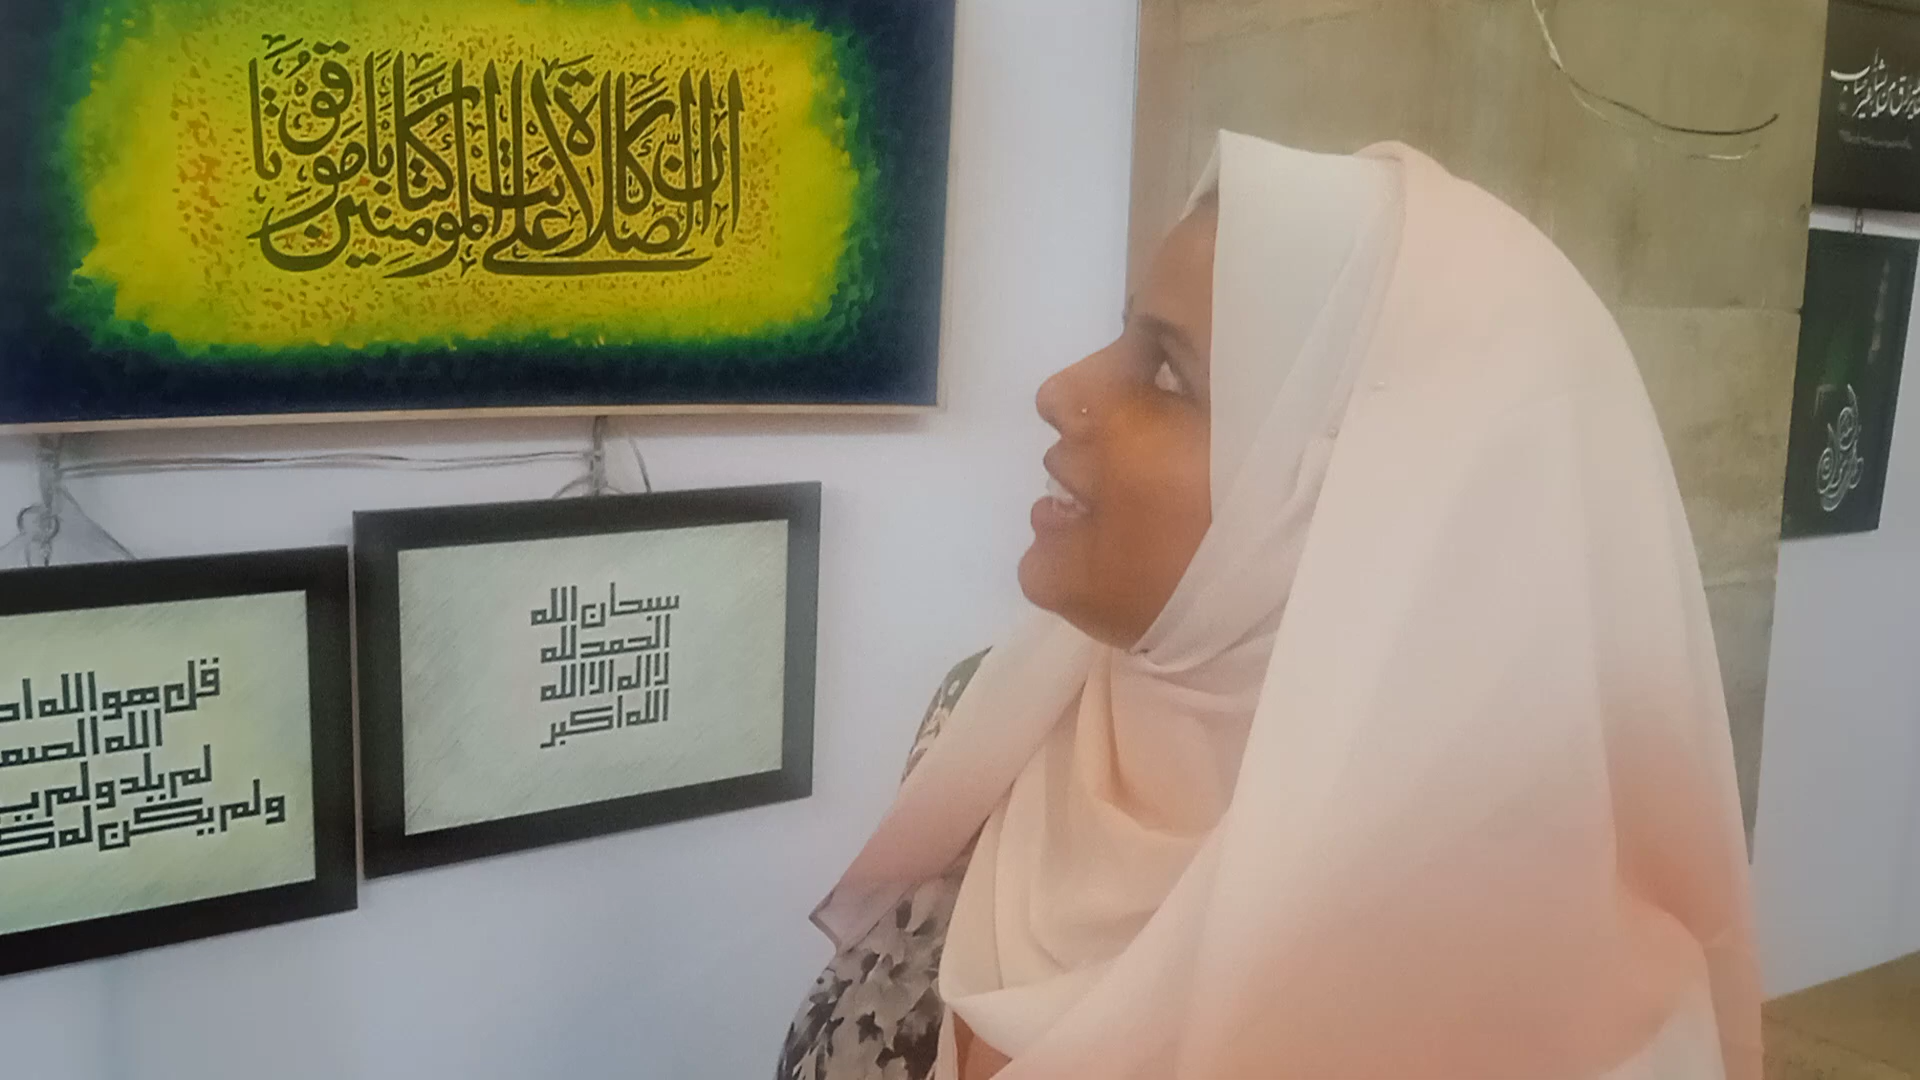 ان الصلاة كانت على المؤمنين كتابا موقوتا
سبحان الله
الحمد لله
لا اله الا الله
الله اكبر
قل هو الله
الله الصمد
لم يلد ولم
ولم يكن له